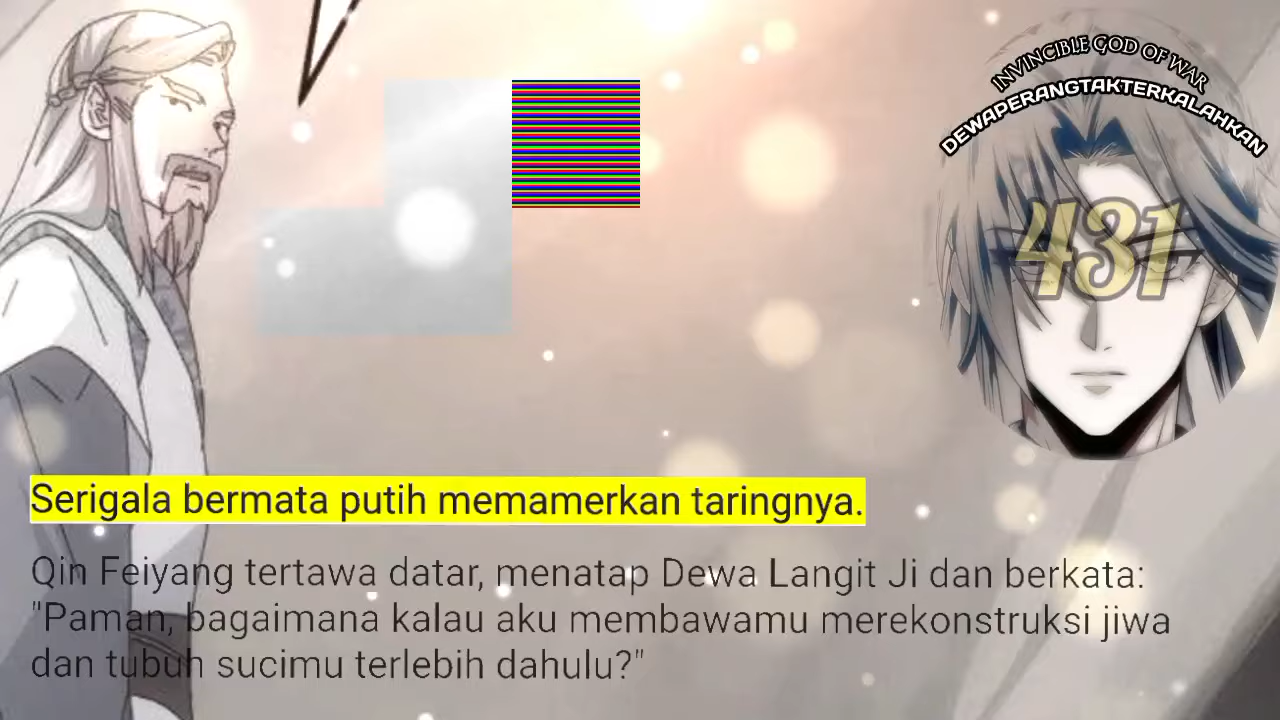 INVINCIBLE GOD OF WAR
DEWAPERANGTAKTERKALAHKAN
431
Serigala bermata putih memamerkan taringnya.
Qin Feiyang tertawa datar, menatap Dewa Langit Ji dan berkata:
"Paman, bagaimana kalau aku membawamu merekonstruksi jiwa
dan tubuh sucimu terlebih dahulu?"